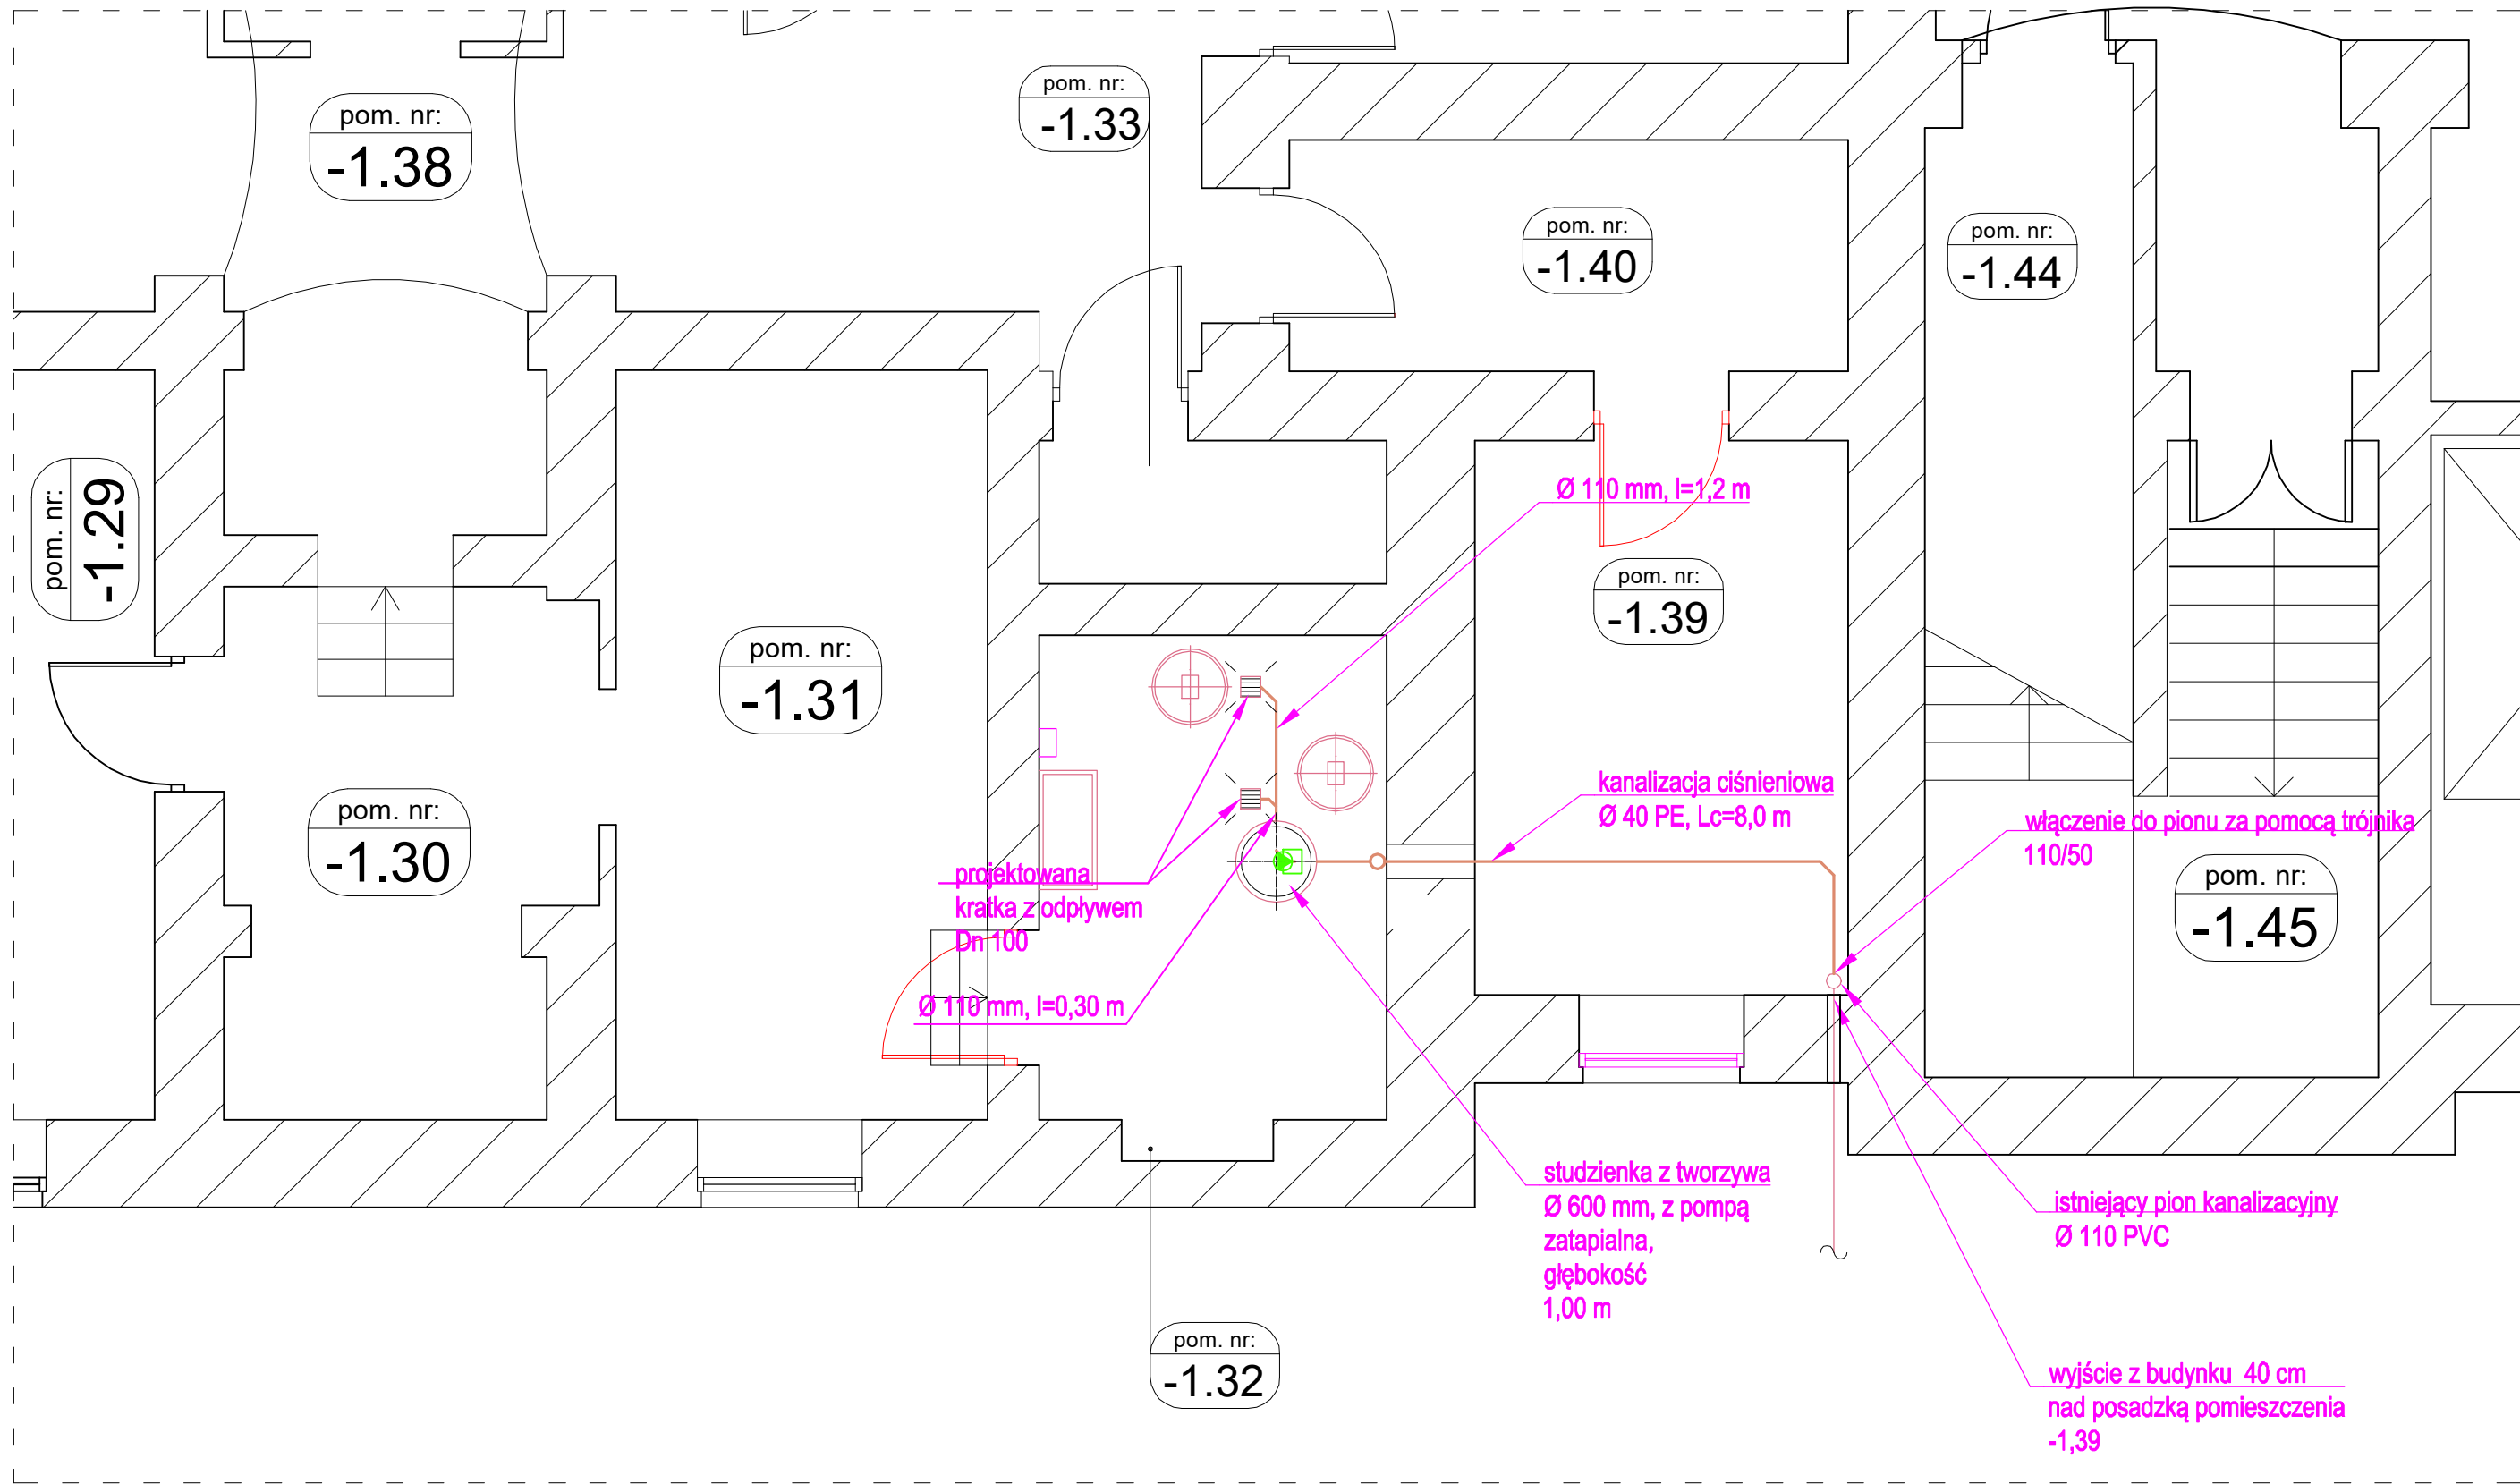 pom. nr:
-1.33
pom. nr:
-1.38
pom. nr:
-1.40
pom. nr:
-1.44
pom. nr:
-1.29
Ø 110 mm, l=1,2 m
pom. nr:
-1.39
pom. nr:
-1.31
kanalizacja ciśnieniowa
Ø 40 PE, Lc=8,0 m
pom. nr:
-1.30
włączenie do pionu za pomocą trójnika
110/50
pom. nr:
-1.45
projektowana
kratka z odpływem
Dn 100
Ø 110 mm, l=0,30 m
studzienka z tworzywa
Ø 600 mm, z pompą
zatapialna,
głębokość
1,00 m
istniejący pion kanalizacyjny
Ø 110 PVC
pom. nr:
-1.32
wyjście z budynku 40 cm
nad posadzką pomieszczenia
-1,39